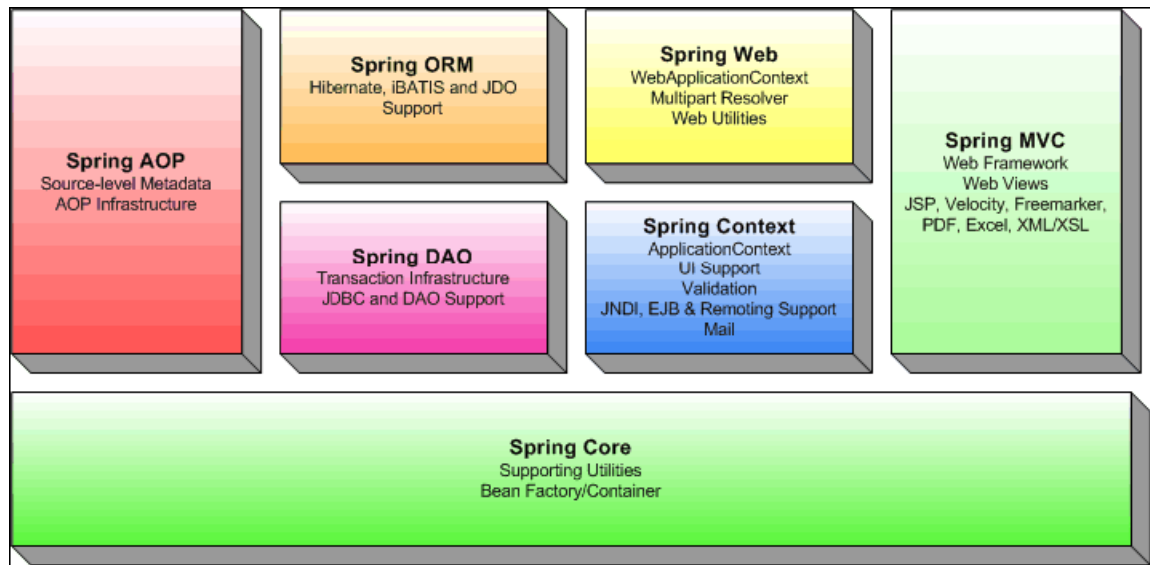 Spring AOP
Source-level Metadata
AOP Infrastructure
Spring ORM
Hibernate, iBATIS and JDO
Support
Spring DAO
Transaction Infrastructure
JDBC and DAO Support
Spring Web
WebApplicationContext
Multipart Resolver
Web Utilities
Spring Context
ApplicationContext
UI Support
Validation
JNDI, EJB & Remoting Support
Mail
Spring MVC
Web Framework
Web Views
JSP, Velocity, Freemarker,
PDF, Excel, XML/XSL
Spring Core
Supporting Utilities
Bean Factory/Container